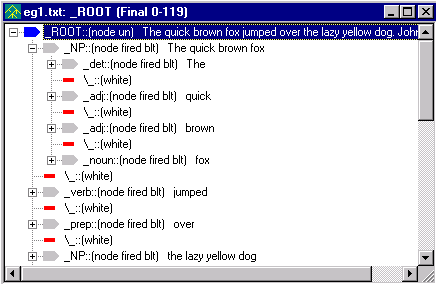 eg1.txt: _ROOT (Final 0-119)
_ROOT::(node un) The quick brown fox jumped over the lazy yellow dog. John
_NP::(node fired blt) The quick brown fox
_det::(node fired blt) The
\_::(white)
_adj::(node fired blt) quick
\_::(white)
_adj::(node fired blt) brown
\_::(white)
_noun::(node fired blt) fox
\_::(white)
_verb::(node fired blt) jumped
\_::(white)
_prep::(node fired blt) over
\_::(white)
_NP::(node fired blt) the lazy yellow dog